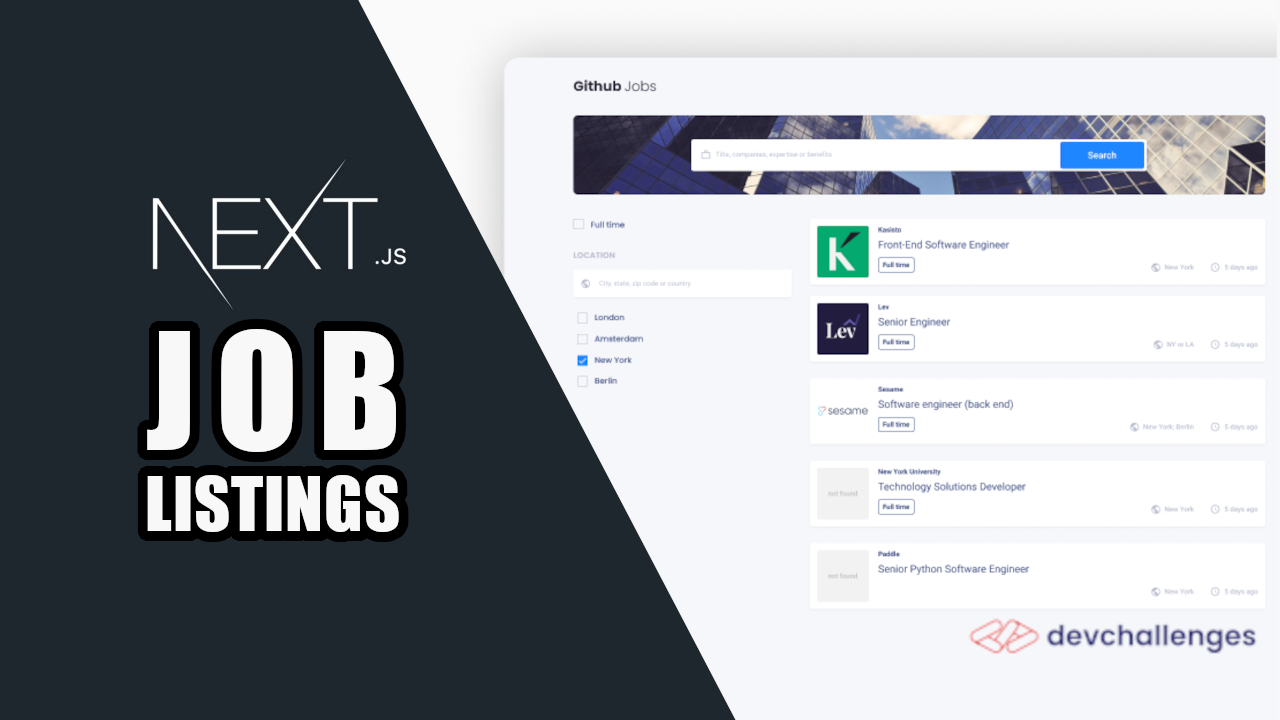 NEXT.JS
JOB
LISTINGS
Github Jobs
Title, companies, expertise or benefits
Search
Full time
LOCATION
City, state, zip code or country
London
Amsterdam
New York
Berlin
K
Kasisto
Front-End Software Engineer
Full time
New York
5 days ago
Lev
Lev
Senior Engineer
Full time
NY or LA
5 days ago
sesame
Sesame
Software engineer (back end)
Full time
New York; Berlin
5 days ago
not found
New York University
Technology Solutions Developer
Full time
New York
5 days ago
not found
Paddle
Senior Python Software Engineer
New York
5 days ago
devchallenges